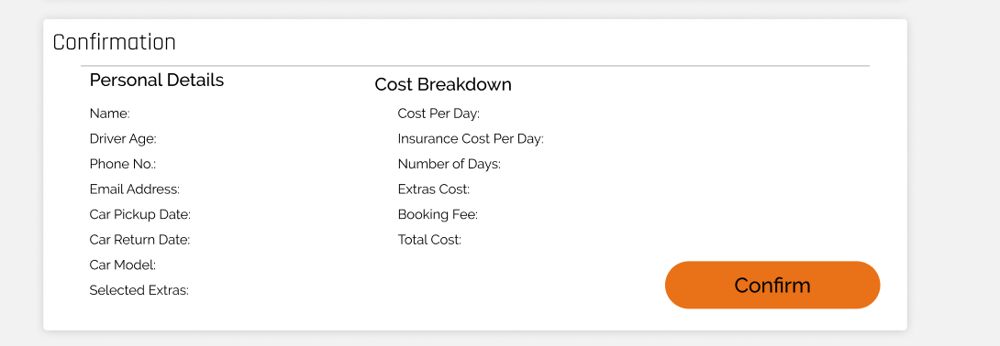 Confirmation
Personal Details
Name:
Driver Age:
Phone No.:
Email Address:
Car Pickup Date:
Car Return Date:
Car Model:
Selected Extras:
Cost Breakdown
Cost Per Day:
Insurance Cost Per Day:
Number of Days:
Extras Cost:
Booking Fee:
Total Cost:
Confirm